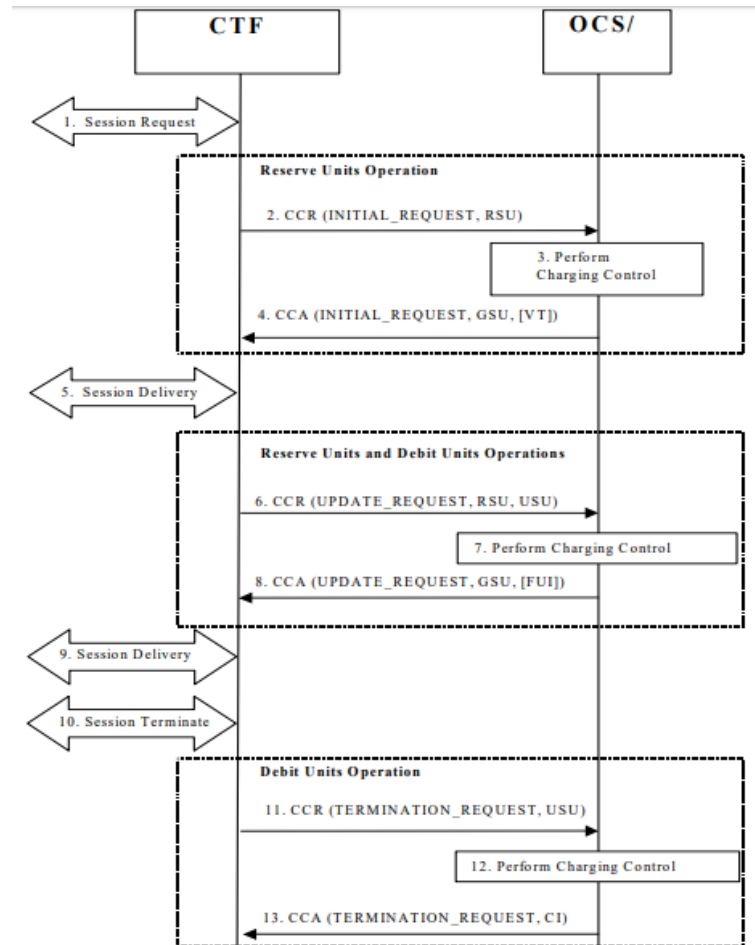 CTF
OCS/
1. Session Request
Reserve Units Operation
2. CCR (INITIAL_REQUEST, RSU)
3. Perform
Charging Control
4. CCA (INITIAL_REQUEST, GSU, [VT])
5. Session Delivery
Reserve Units and Debit Units Operations
6. CCR (UPDATE_REQUEST, RSU, USU)
7. Perform Charging Control
8. CCA (UPDATE_REQUEST, GSU, [FUI])
9. Session Delivery
10. Session Terminate
Debit Units Operation
11. CCR (TERMINATION_REQUEST, USU)
12. Perform Charging Control
13. CCA (TERMINATION_REQUEST, CI)